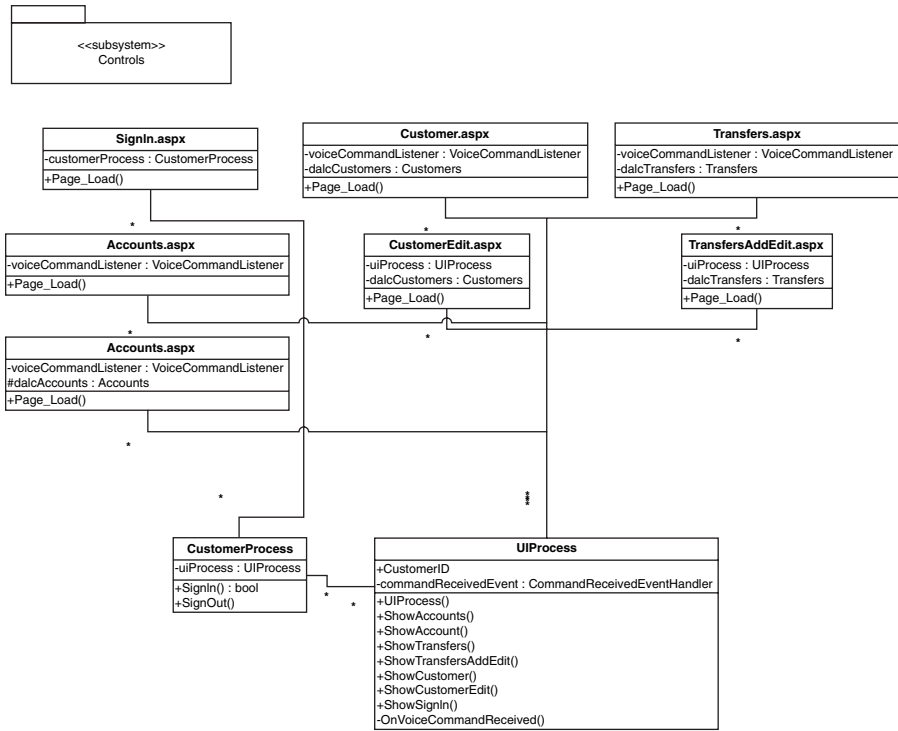 <<subsystem>>
Controls
SignIn.aspx
-customerProcess : CustomerProcess
+Page_Load()
*
Customer.aspx
-voiceCommandListener : VoiceCommandListener
-dalcCustomers : Customers
+Page_Load()
*
Transfers.aspx
-voiceCommandListener : VoiceCommandListener
-dalcTransfers : Transfers
+Page_Load()
*
Accounts.aspx
-voiceCommandListener : VoiceCommandListener
+Page_Load()
*
CustomerEdit.aspx
-uiProcess : UIProcess
-dalcCustomers : Customers
+Page_Load()
*
TransfersAddEdit.aspx
-uiProcess : UIProcess
-dalcTransfers : Transfers
+Page_Load()
*
Accounts.aspx
-voiceCommandListener : VoiceCommandListener
#dalcAccounts : Accounts
+Page_Load()
*
*
CustomerProcess
-uiProcess : UIProcess
+SignIn() : bool
+SignOut()
*
*
UIProcess
+CustomerID
-commandReceivedEvent : CommandReceivedEventHandler
+UIProcess()
+ShowAccounts()
+ShowAccount()
+ShowTransfers()
+ShowTransfersAddEdit()
+ShowCustomer()
+ShowCustomerEdit()
+ShowSignIn()
-OnVoiceCommandReceived()